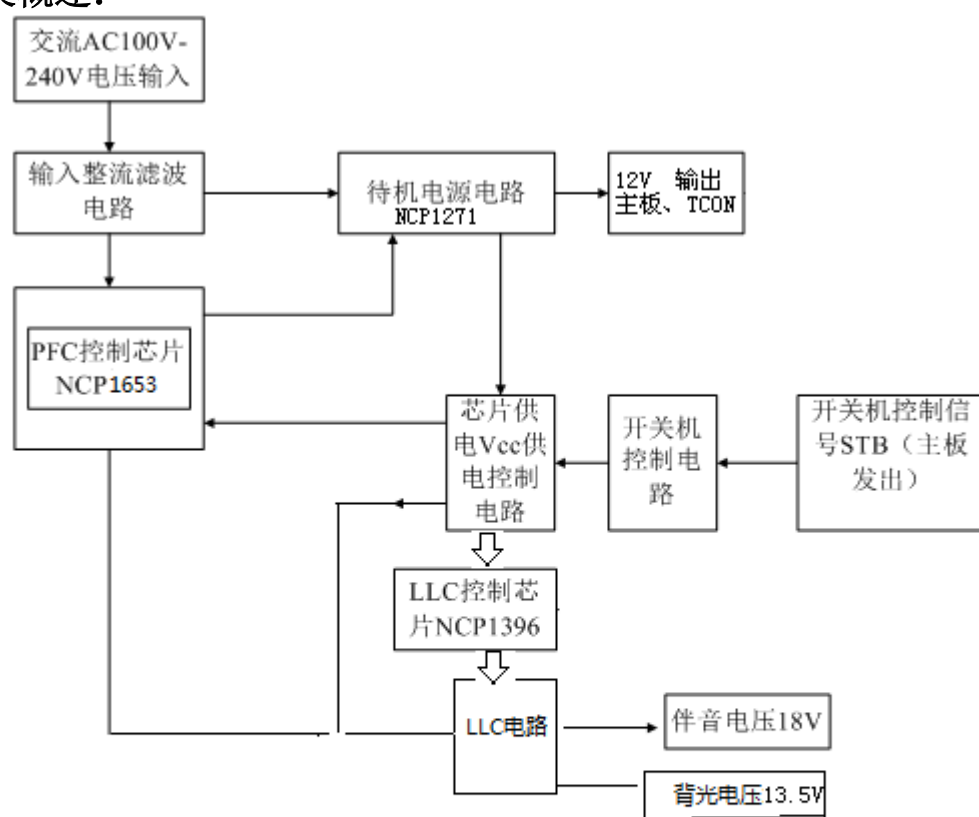 交流AC100V-
240V电压输入
输入整流滤波
电路
待机电源电路
NCP1271
12V 输出
主板、TCON
PFC控制芯片
NCP1653
芯片供
电Vcc供
电控制
电路
开关机
控制电
路
开关机控制信
号STB（主板
发出）
LLC控制芯
片NCP1396
LLC电路
伴音电压18V
背光电压13.5V